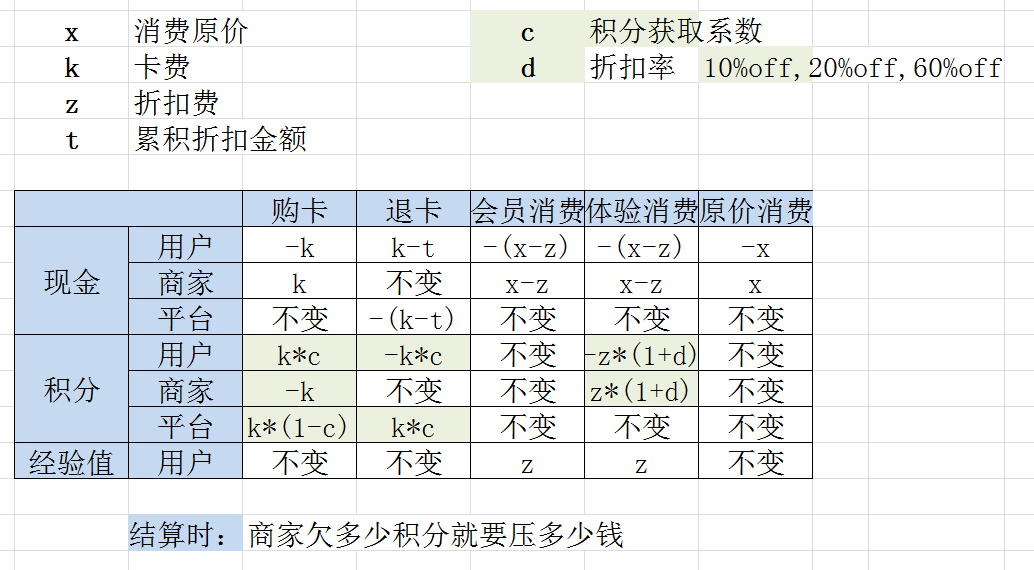 x 消费原价 c 积分获取系数
k 卡费 d 折扣率 10%off,20%off,60%off
z 折扣费
t 累积折扣金额
购卡 退卡 会员消费 体验消费 原价消费
现金 用户 -k k-t -(x-z) -(x-z) -x
商家 k 不变 x-z x-z x
平台 不变 -(k-t) 不变 不变 不变
积分 用户 k*c -k*c 不变 -z*(1+d) 不变
商家 -k 不变 不变 z*(1+d) 不变
平台 k*(1-c) k*c 不变 不变 不变
经验值 用户 不变 不变 z z 不变
结算时: 商家欠多少积分就要压多少钱